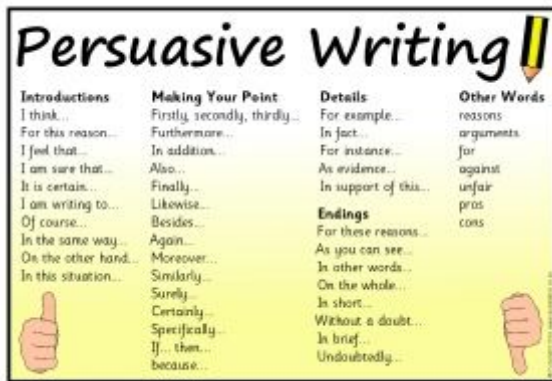 Persuasive Writing
Introductions
I think...
For this reason...
I feel that...
I am sure that...
It is certain...
I am writing to...
Of course...
In the same way...
On the other hand...
In this situation...
Making Your Point
Firstly, secondly, thirdly...
Furthermore...
In addition...
Also...
Finally...
Likewise...
Besides...
Again...
Moreover...
Similarly...
Surely...
Certainly...
Specifically...
If... then...
because...
Details
For example...
In fact...
For instance...
As evidence...
In support of this...
Endings
For these reasons...
As you can see...
In other words...
On the whole...
In short...
Without a doubt...
In brief...
Undoubtedly...
Other Words
reasons
arguments
for
against
unfair
pros
cons